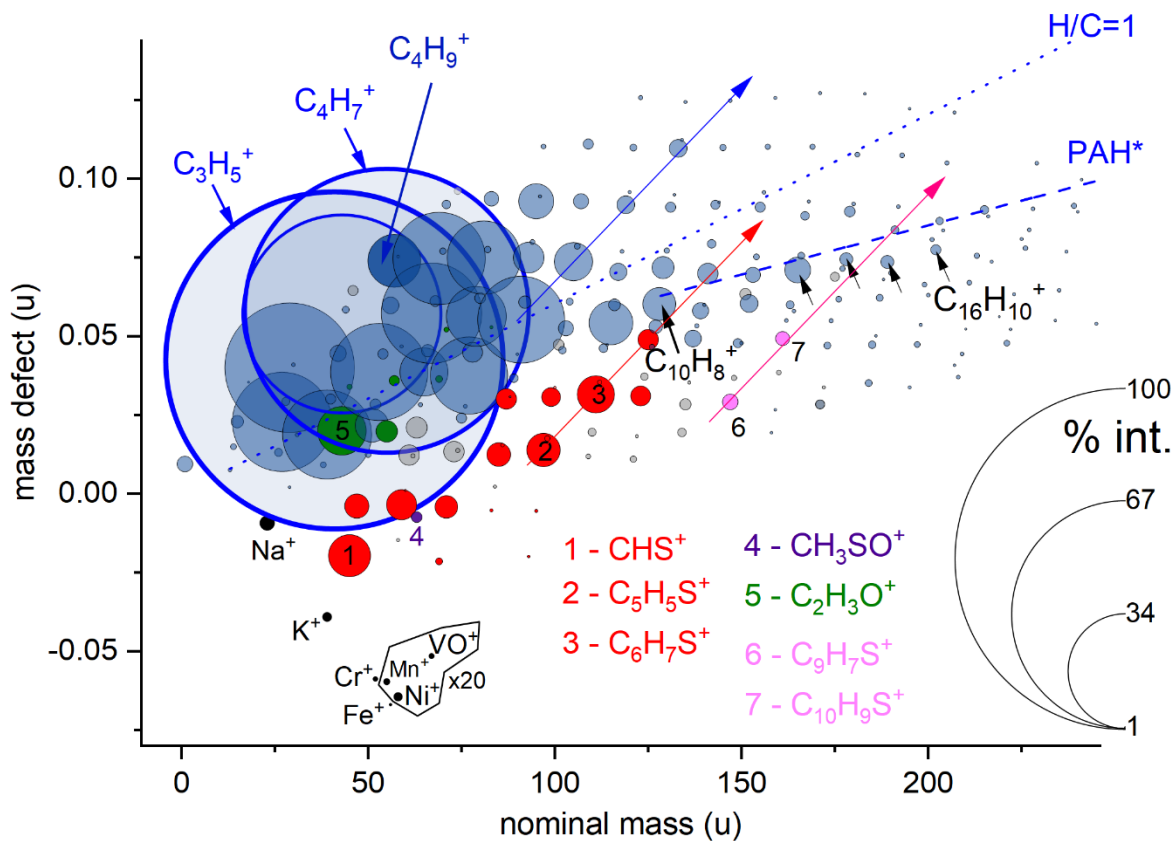 H/C=1
C₄H₉⁺
C₄H₇⁺
C₃H₅⁺
PAH*
C₁₆H₁₀⁺
C₁₀H₈⁺
mass defect (u)
0.10
0.05
0.00
-0.05
5
3
2
7
6
4
1
Na⁺
K⁺
VO⁺
Cr⁺
Mn⁺
x20
Ni⁺
Fe⁺
1 - CHS⁺
2 - C₅H₅S⁺
3 - C₆H₇S⁺
4 - CH₃SO⁺
5 - C₂H₃O⁺
6 - C₉H₇S⁺
7 - C₁₀H₉S⁺
100
% int.
67
34
1
0
50
100
150
200
nominal mass (u)